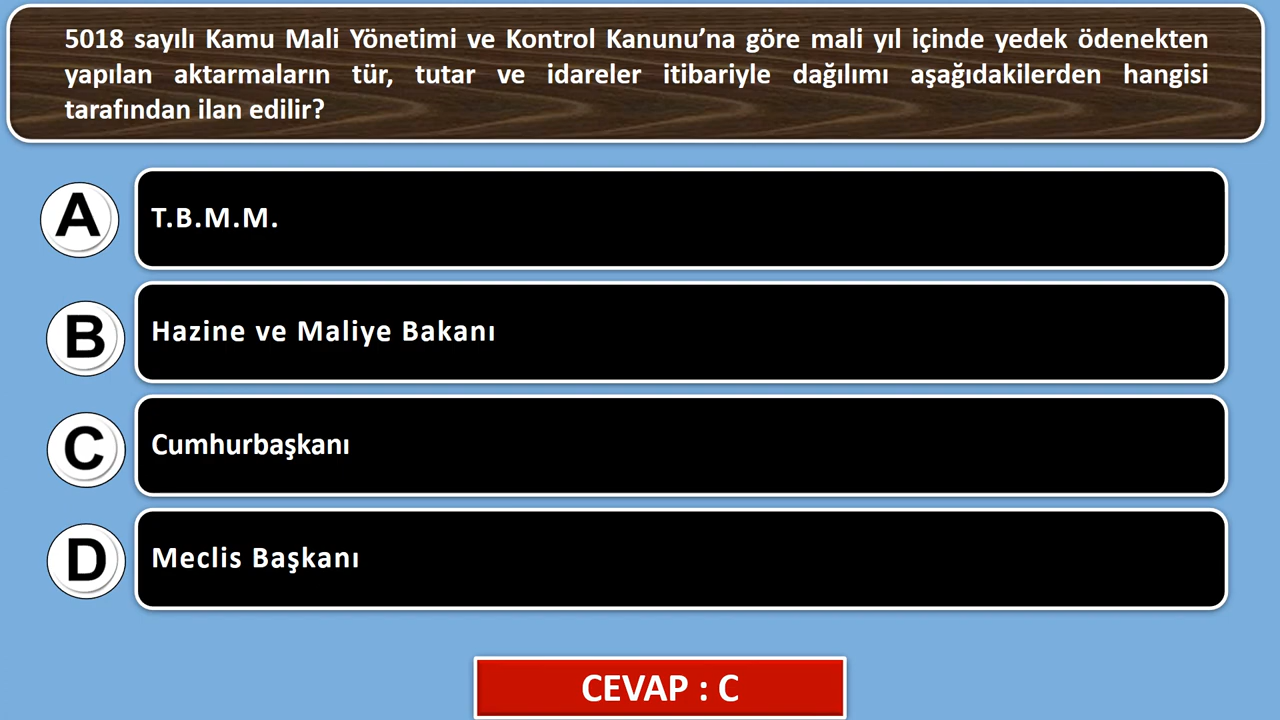 5018 sayılı Kamu Mali Yönetimi ve Kontrol Kanunu’na göre mali yıl içinde yedek ödenekten
yapılan aktarmaların tür, tutar ve idareler itibariyle dağılımı aşağıdakilerden hangisi
tarafından ilan edilir?
A T.B.M.M.
B Hazine ve Maliye Bakanı
C Cumhurbaşkanı
D Meclis Başkanı
CEVAP : C